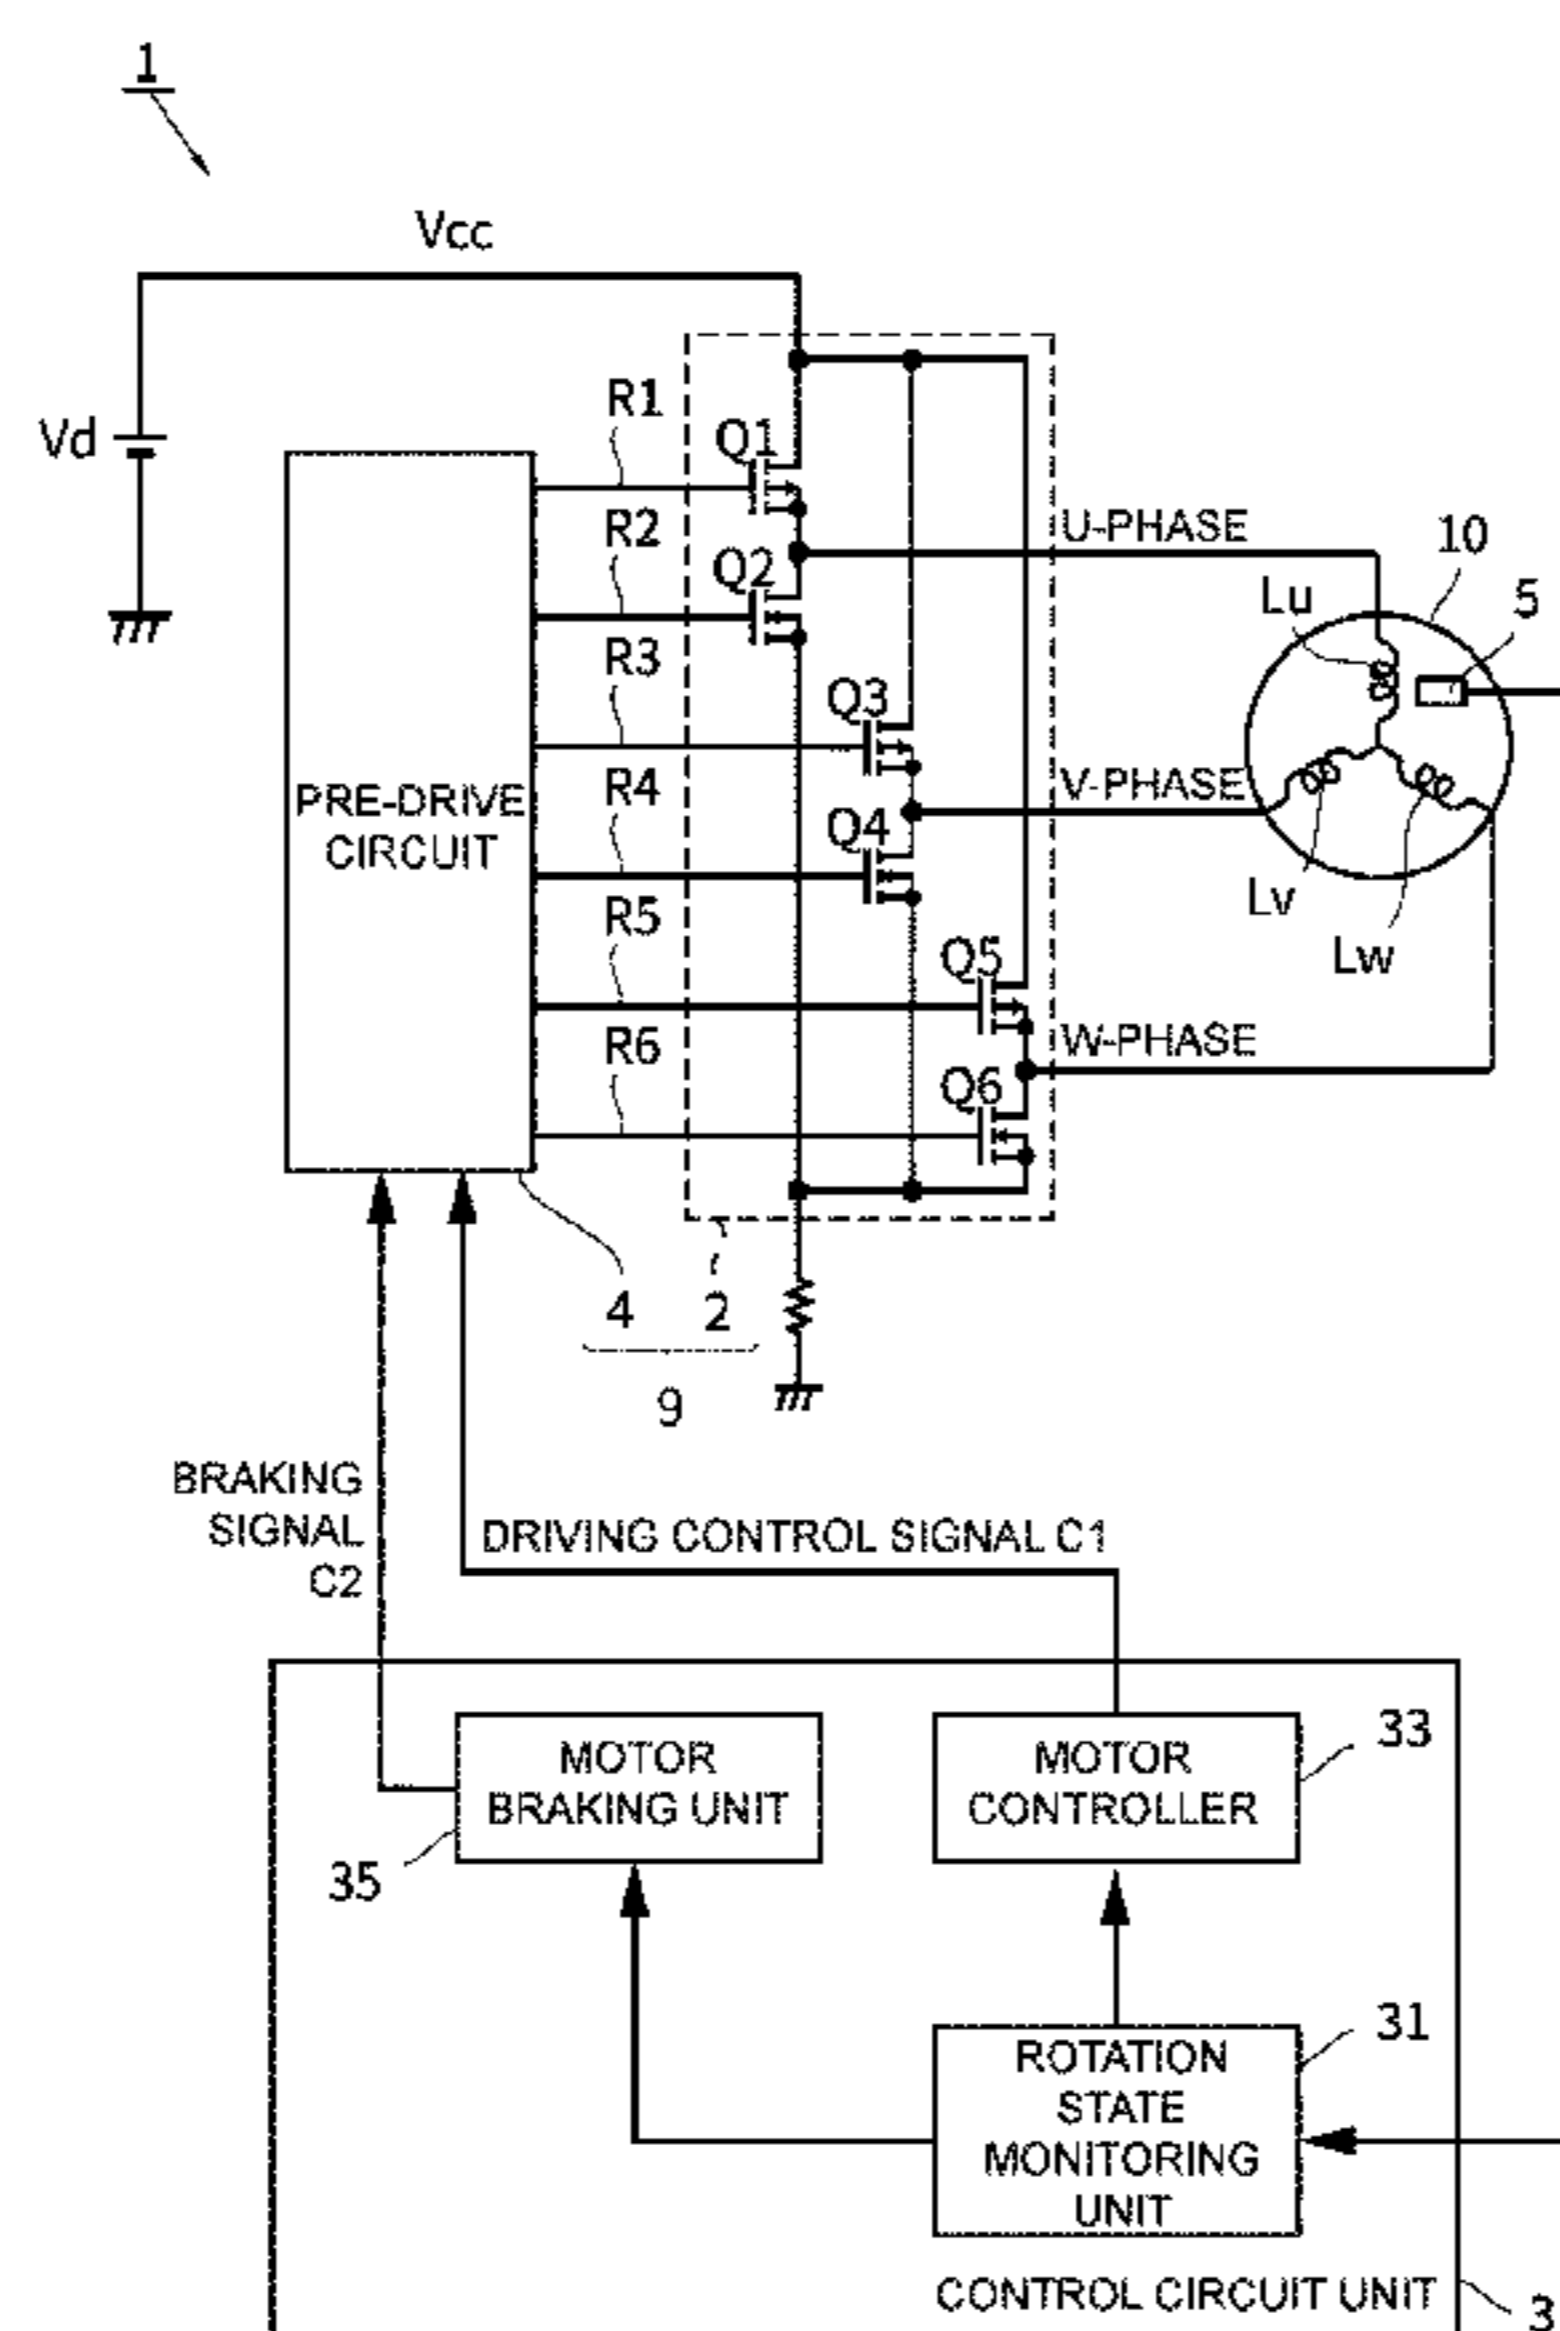 1
Vcc
Vd
R1
Q1
R2
Q2
R3
Q3
R4
Q4
R5
Q5
R6
Q6
U-PHASE
V-PHASE
W-PHASE
10
5
Lu
Lv
Lw
PRE-DRIVE
CIRCUIT
4
2
9
BRAKING
SIGNAL
C2
DRIVING CONTROL SIGNAL C1
MOTOR
BRAKING UNIT
35
MOTOR
CONTROLLER
33
ROTATION
STATE
MONITORING
UNIT
31
CONTROL CIRCUIT UNIT
3